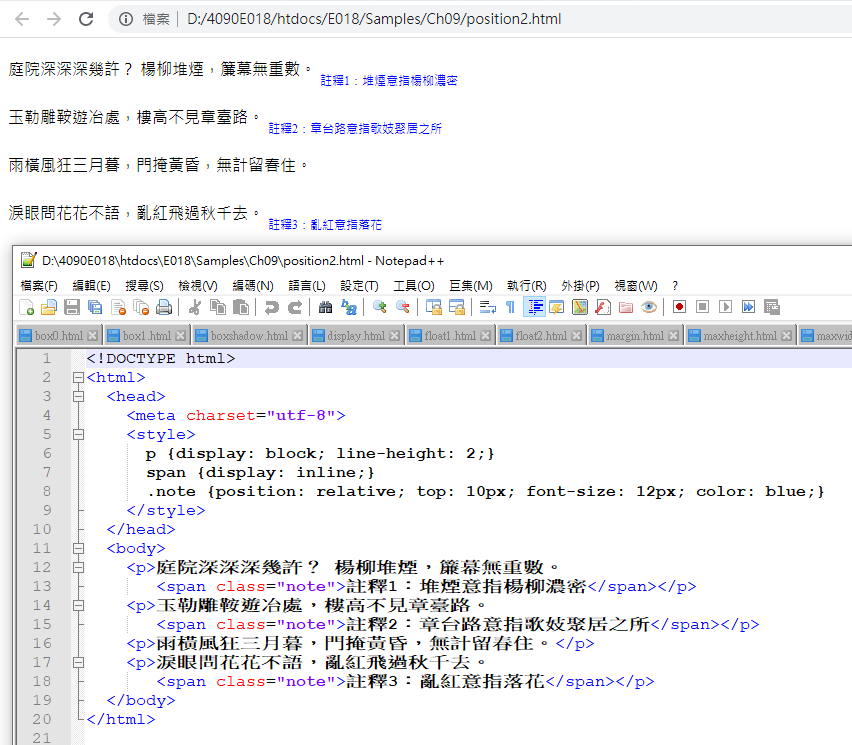 檔案 | D:/4090E018/htdocs/E018/Samples/Ch09/position2.html
庭院深深深幾許？ 楊柳堆煙，簾幕無重數。 註釋1：堆煙意指楊柳濃密
玉勒雕鞍遊冶處，樓高不見章臺路。 註釋2：章台路意指歌妓聚居之所
雨橫風狂三月暮，門掩黃昏，無計留春住。
淚眼問花花不語，亂紅飛過秋千去。 註釋3：亂紅意指落花
D:\4090E018\htdocs\E018\Samples\Ch09\position2.html - Notepad++
檔案(F) 編輯(E) 搜尋(S) 檢視(V) 編碼(N) 語言(L) 設定(T) 工具(O) 巨集(M) 執行(R) 外掛(P) 視窗(W) ?
box0.html box1.html boxshadow.html display.html float1.html float2.html margin.html maxheight.html maxwid
1 <!DOCTYPE html>
2 <html>
3 <head>
4 <meta charset="utf-8">
5 <style>
6 p {display: block; line-height: 2;}
7 span {display: inline;}
8 .note {position: relative; top: 10px; font-size: 12px; color: blue;}
9 </style>
10 </head>
11 <body>
12 <p>庭院深深深幾許？ 楊柳堆煙，簾幕無重數。
13 <span class="note">註釋1：堆煙意指楊柳濃密</span></p>
14 <p>玉勒雕鞍遊冶處，樓高不見章臺路。
15 <span class="note">註釋2：章台路意指歌妓聚居之所</span></p>
16 <p>雨橫風狂三月暮，門掩黃昏，無計留春住。</p>
17 <p>淚眼問花花不語，亂紅飛過秋千去。
18 <span class="note">註釋3：亂紅意指落花</span></p>
19 </body>
20 </html>
21